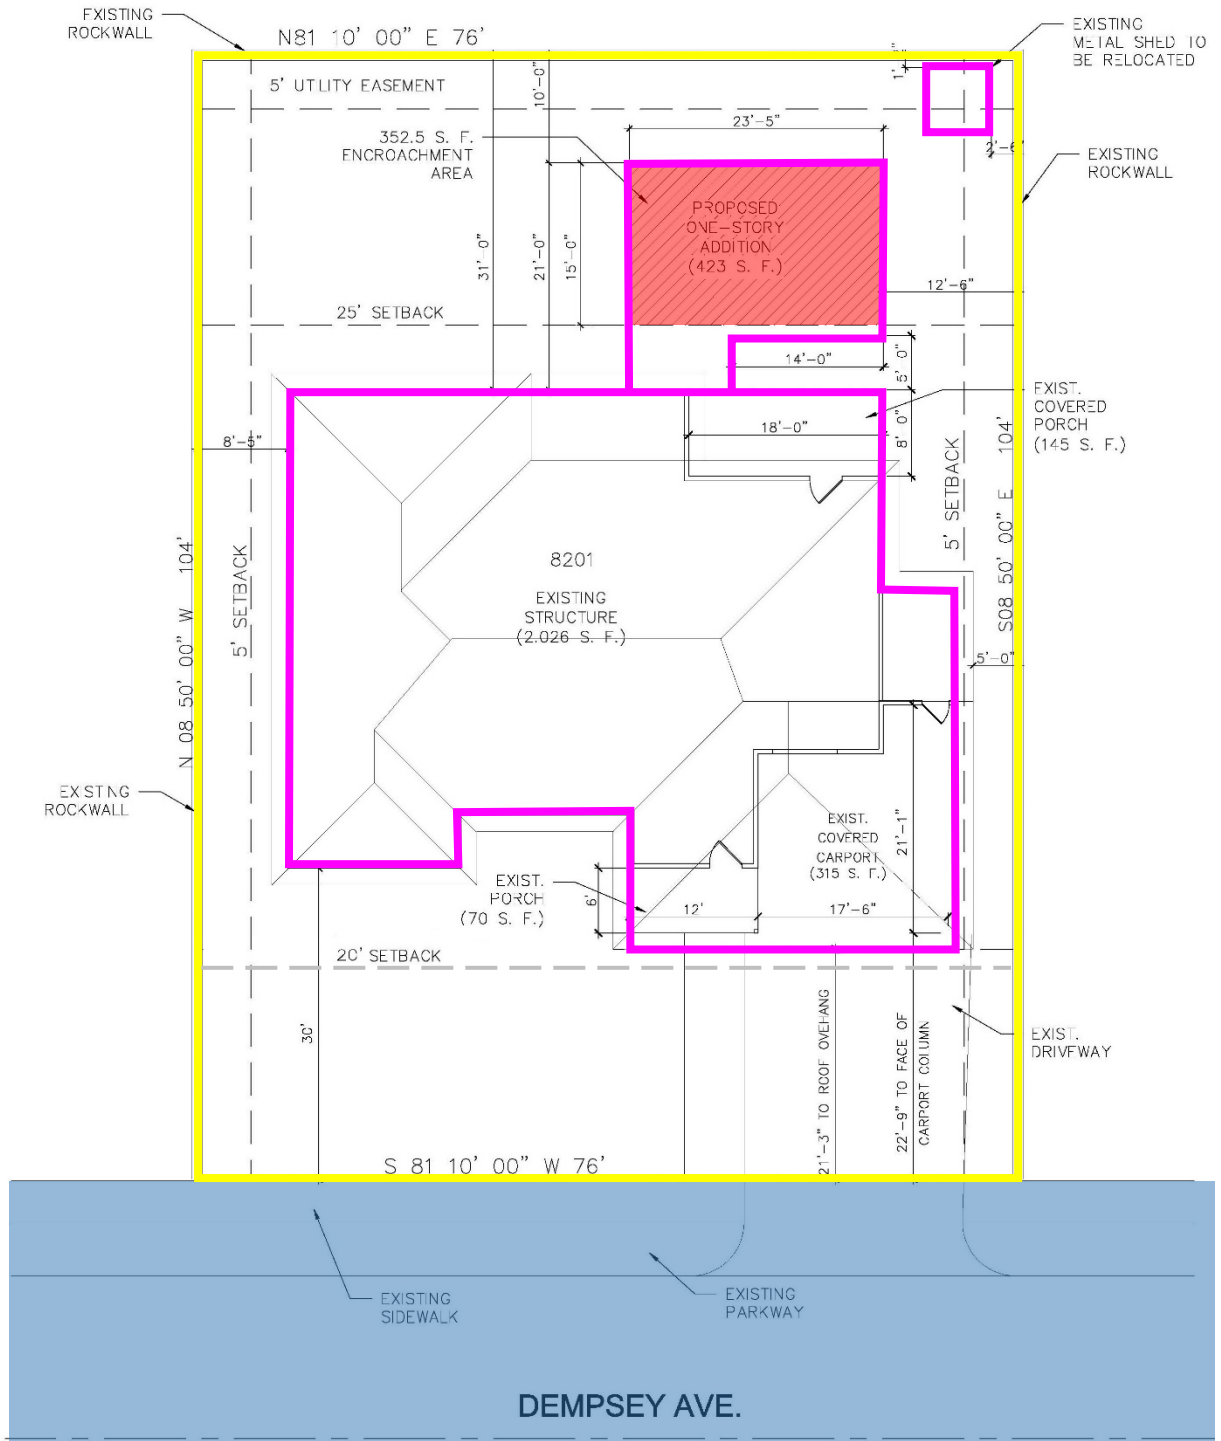 EXISTING
ROCKWALL
N81 10' 00" E 76'
EXISTING
METAL SHED TO
BE RELOCATED
5' UTILITY EASEMENT
10'-0"
23'-5"
352.5 S. F.
ENCROACHMENT
AREA
2'-6"
EXISTING
ROCKWALL
PROPOSED
ONE-STORY
ADDITION
(423 S. F.)
31'-0"
21'-0"
15'-0"
12'-6"
25' SETBACK
14'-0"
5' 0"
EXIST.
COVERED
PORCH
(145 S. F.)
8'-5"
18'-0"
8' 0"
5' SETBACK
S08 50' 00" E 104'
N 08 50' 00" W 104'
5' SETBACK
8201
EXISTING
STRUCTURE
(2.026 S. F.)
5'-0"
EXISTING
ROCKWALL
EXIST.
COVERED
CARPORT
(315 S. F.)
21'-1"
EXIST.
PORCH
(70 S. F.)
6'
12'
17'-6"
20' SETBACK
30'
21'-3" TO ROOF OVEHANG
22'-9" TO FACE OF
CARPORT COLUMN
EXIST.
DRIVEWAY
S 81 10' 00" W 76'
EXISTING
SIDEWALK
EXISTING
PARKWAY
DEMPSEY AVE.